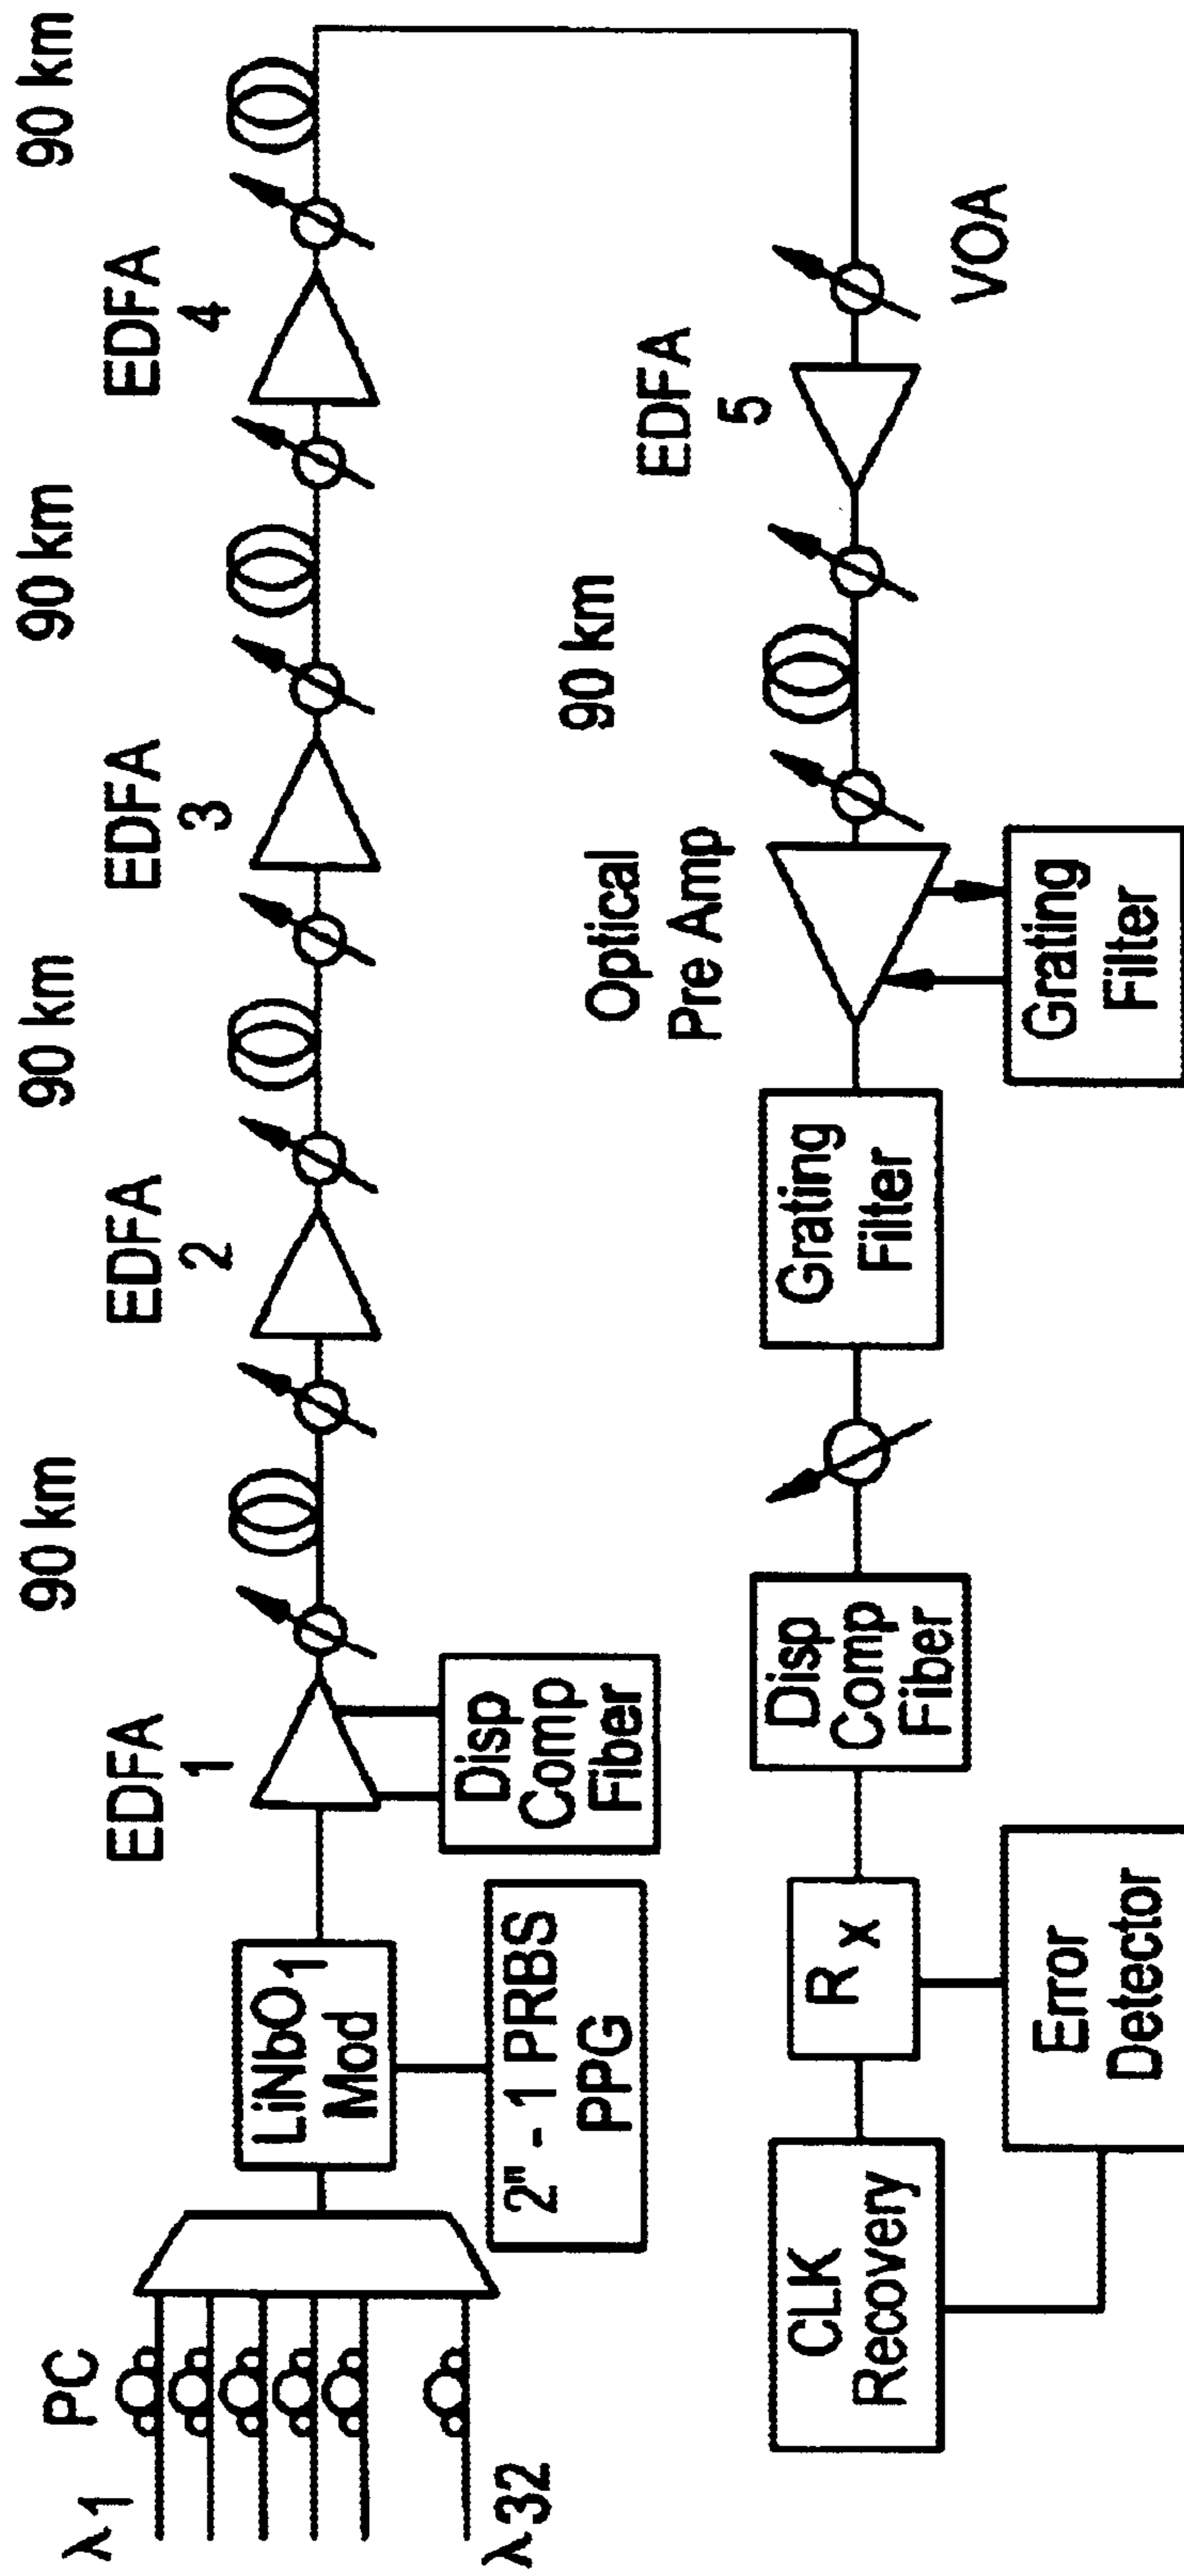 λ1
PC
λ32
LiNbO1
Mod
2" - 1 PRBS
PPG
EDFA
1
Disp
Comp
Fiber
90 km
EDFA
2
90 km
EDFA
3
90 km
EDFA
4
90 km
VOA
EDFA
5
90 km
Optical
Pre Amp
Grating
Filter
Grating
Filter
Disp
Comp
Fiber
Rx
Error
Detector
CLK
Recovery